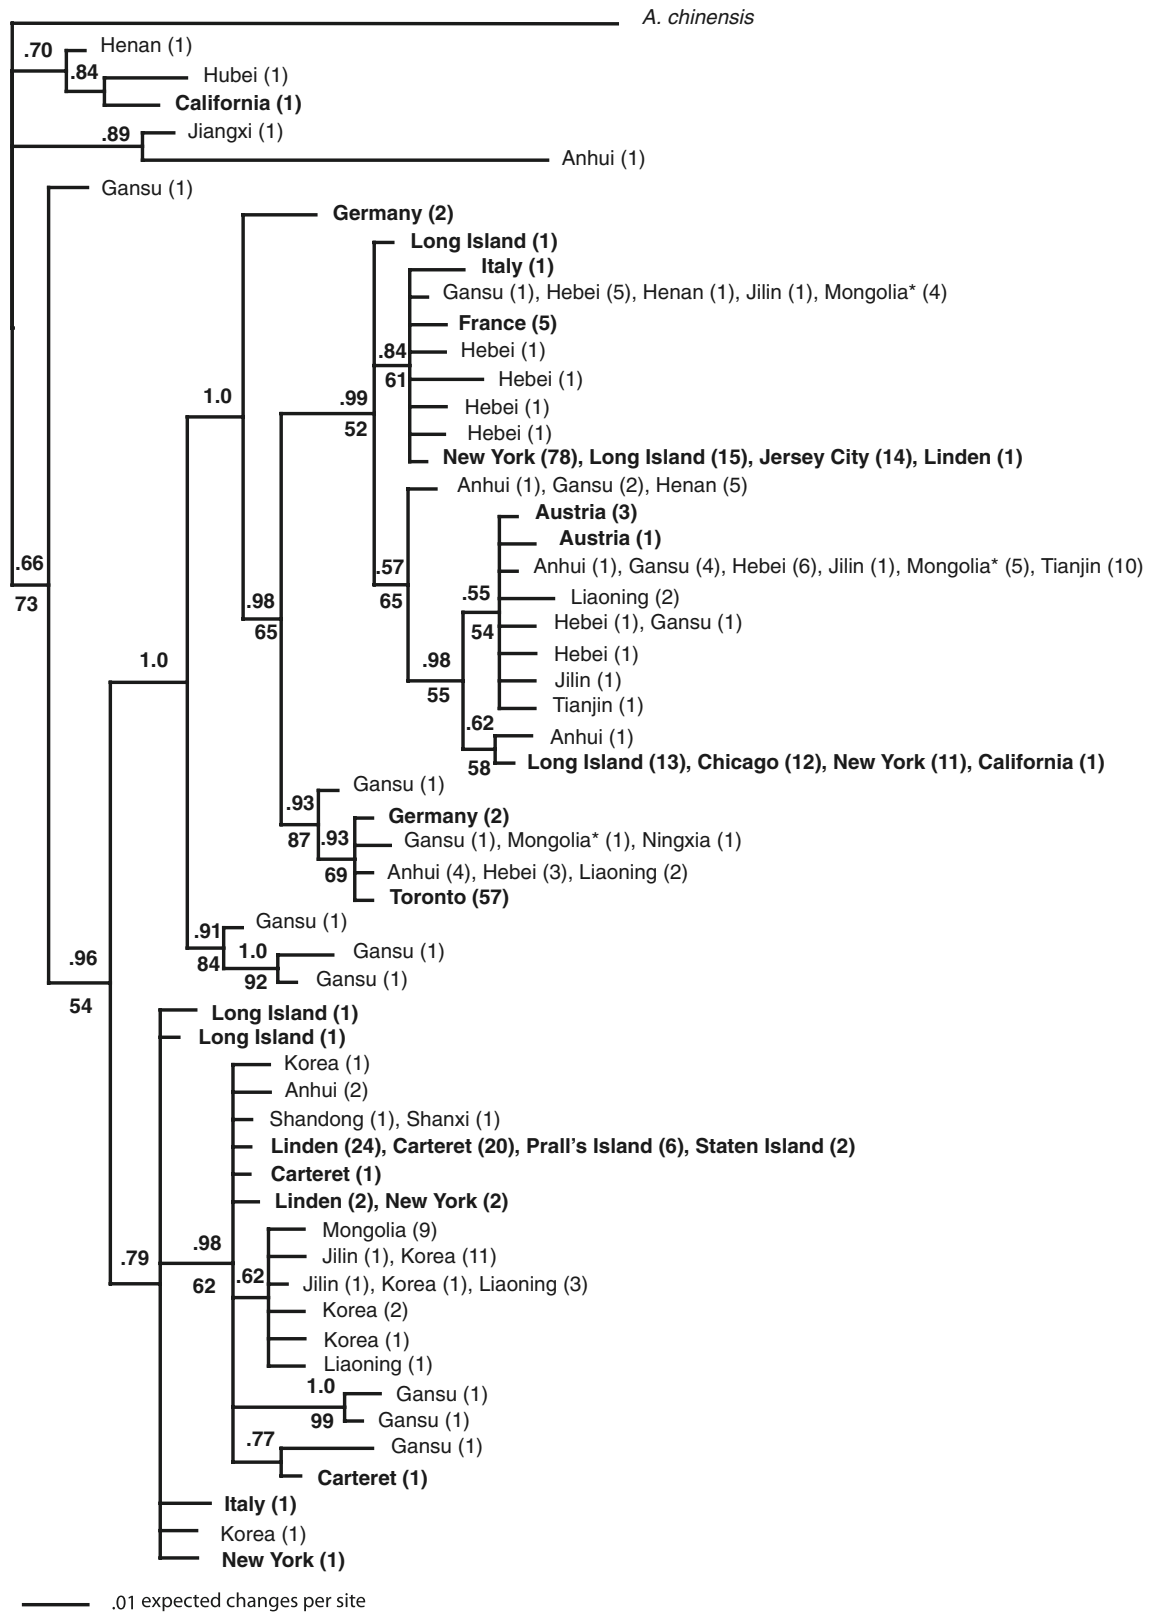 A. chinensis
.70
Henan (1)
.84
Hubei (1)
California (1)
.89
Jiangxi (1)
Anhui (1)
Gansu (1)
Germany (2)
Long Island (1)
Italy (1)
Gansu (1), Hebei (5), Henan (1), Jilin (1), Mongolia* (4)
France (5)
.84
Hebei (1)
61
Hebei (1)
1.0
.99
Hebei (1)
52
Hebei (1)
New York (78), Long Island (15), Jersey City (14), Linden (1)
Anhui (1), Gansu (2), Henan (5)
Austria (3)
Austria (1)
.66
.57
Anhui (1), Gansu (4), Hebei (6), Jilin (1), Mongolia* (5), Tianjin (10)
73
.98
65
.55
Liaoning (2)
65
54
Hebei (1), Gansu (1)
1.0
.98
Hebei (1)
55
Jilin (1)
Tianjin (1)
.62
Anhui (1)
58
Long Island (13), Chicago (12), New York (11), California (1)
Gansu (1)
.93
Germany (2)
87
.93
Gansu (1), Mongolia* (1), Ningxia (1)
69
Anhui (4), Hebei (3), Liaoning (2)
Toronto (57)
.91
Gansu (1)
.96
84
1.0
Gansu (1)
92
Gansu (1)
54
Long Island (1)
Long Island (1)
Korea (1)
Anhui (2)
Shandong (1), Shanxi (1)
Linden (24), Carteret (20), Prall's Island (6), Staten Island (2)
Carteret (1)
Linden (2), New York (2)
Mongolia (9)
.79
.98
Jilin (1), Korea (11)
62
.62
Jilin (1), Korea (1), Liaoning (3)
Korea (2)
Korea (1)
Liaoning (1)
1.0
Gansu (1)
99
Gansu (1)
.77
Gansu (1)
Carteret (1)
Italy (1)
Korea (1)
New York (1)
.01 expected changes per site